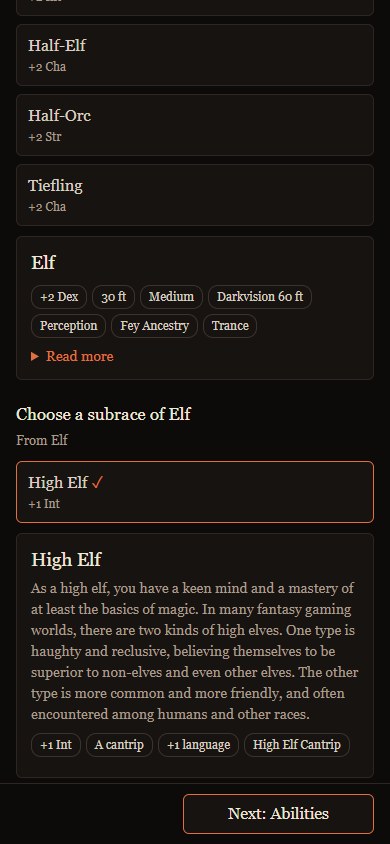 Half-Elf
+2 Cha
Half-Orc
+2 Str
Tiefling
+2 Cha
Elf
+2 Dex
30 ft
Medium
Darkvision 60 ft
Perception
Fey Ancestry
Trance
Read more
Choose a subrace of Elf
From Elf
High Elf ✓
+1 Int
High Elf
As a high elf, you have a keen mind and a mastery of
at least the basics of magic. In many fantasy gaming
worlds, there are two kinds of high elves. One type is
haughty and reclusive, believing themselves to be
superior to non-elves and even other elves. The other
type is more common and more friendly, and often
encountered among humans and other races.
+1 Int
A cantrip
+1 language
High Elf Cantrip
Next: Abilities